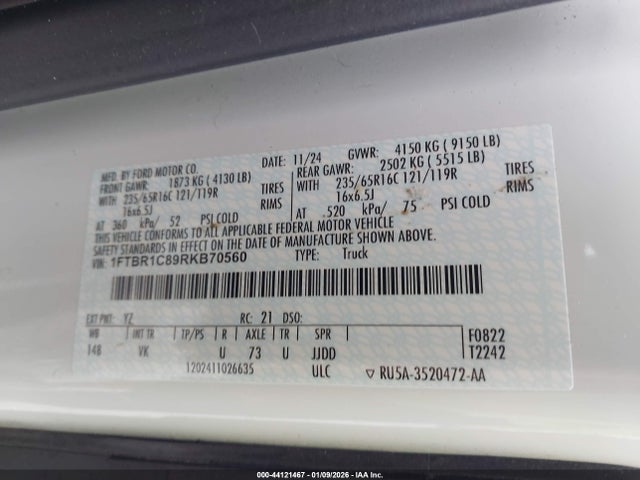 MFD. BY FORD MOTOR CO. DATE: 11/24 GVWR: 4150 KG ( 9150 LB)
FRONT GAWR: 1873 KG ( 4130 LB) REAR GAWR: 2502 KG ( 5515 LB)
WITH 235/65R16C 121/119R TIRES WITH 235/65R16C 121/119R TIRES
16x6.5J RIMS 16x6.5J RIMS
AT 360 kPa/ 52 PSI COLD AT 520 kPa/ 75 PSI COLD
THIS VEHICLE CONFORMS TO ALL APPLICABLE FEDERAL MOTOR VEHICLE
SAFETY STANDARDS IN EFFECT ON THE DATE OF MANUFACTURE SHOWN ABOVE.
VIN: 1FTBR1C89RKB70560 TYPE: Truck
EXT PNT: YZ RC: 21 DSO:
WB INT TR TP/PS R AXLE TR SPR F0822
148 VK U 73 U JJDD T2242
1202411026635 ULC ▽ RU5A-3520472-AA
000-44121467 - 01/09/2026 - IAA Inc.